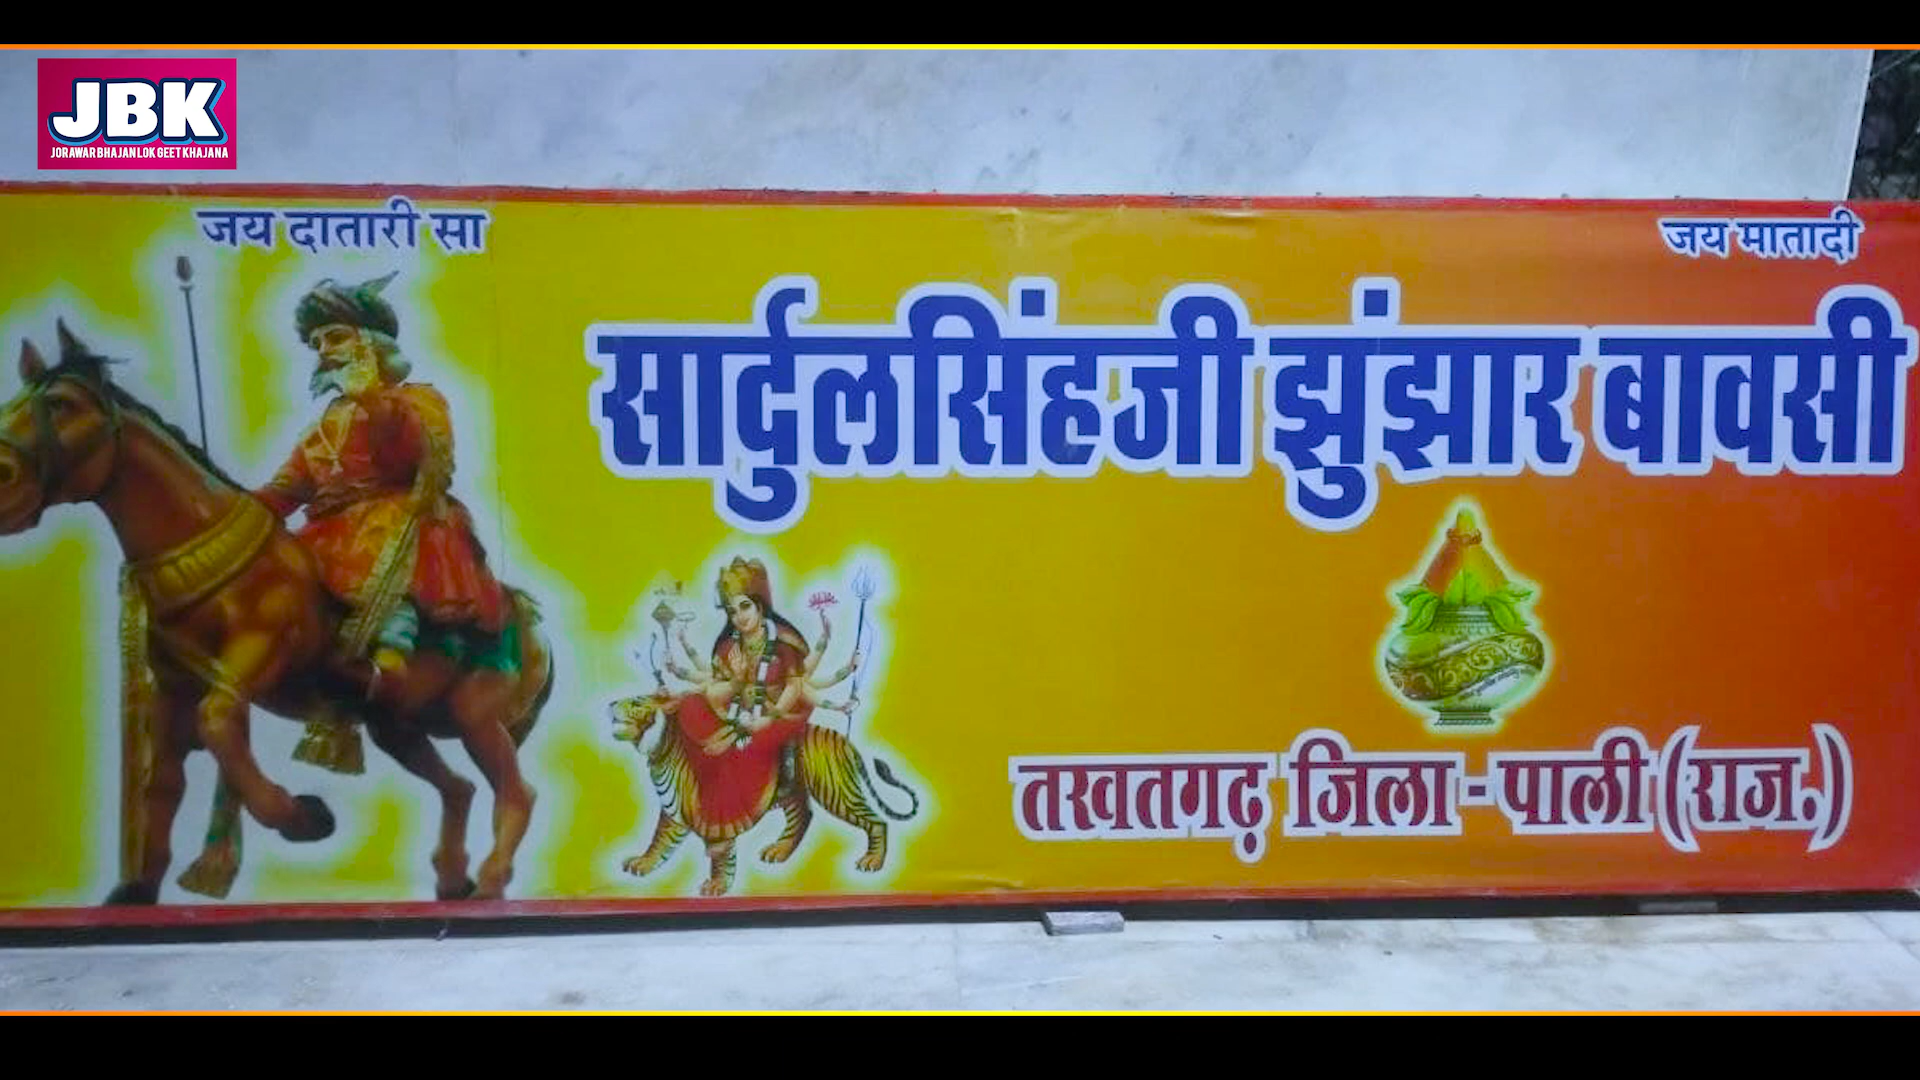 JBK
JORAWAR BHAJAN LOK GEET KHAJANA
जय दातारी सा
जय मातादी
सार्दुलसिंहजी झुंझार बावसी
तखतगढ़ जिला - पाली (राज.)